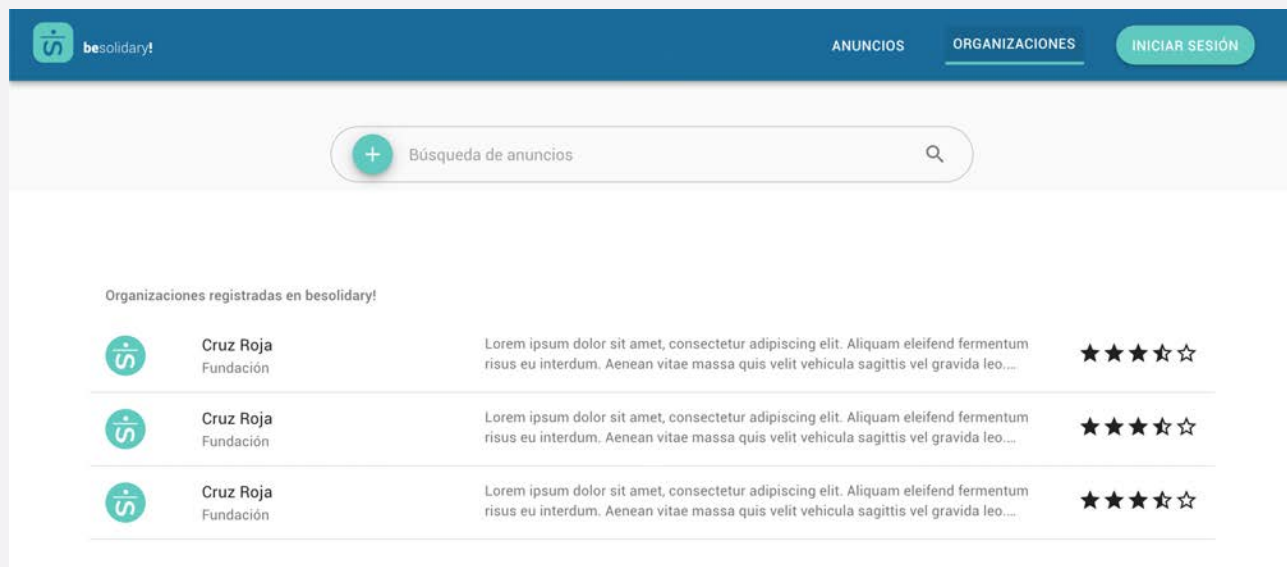 besolidary!
ANUNCIOS
ORGANIZACIONES
INICIAR SESIÓN
Búsqueda de anuncios
Organizaciones registradas en besolidary!
Cruz Roja
Fundación
Lorem ipsum dolor sit amet, consectetur adipiscing elit. Aliquam eleifend fermentum
risus eu interdum. Aenean vitae massa quis velit vehicula sagittis vel gravida leo....
Cruz Roja
Fundación
Lorem ipsum dolor sit amet, consectetur adipiscing elit. Aliquam eleifend fermentum
risus eu interdum. Aenean vitae massa quis velit vehicula sagittis vel gravida leo....
Cruz Roja
Fundación
Lorem ipsum dolor sit amet, consectetur adipiscing elit. Aliquam eleifend fermentum
risus eu interdum. Aenean vitae massa quis velit vehicula sagittis vel gravida leo....